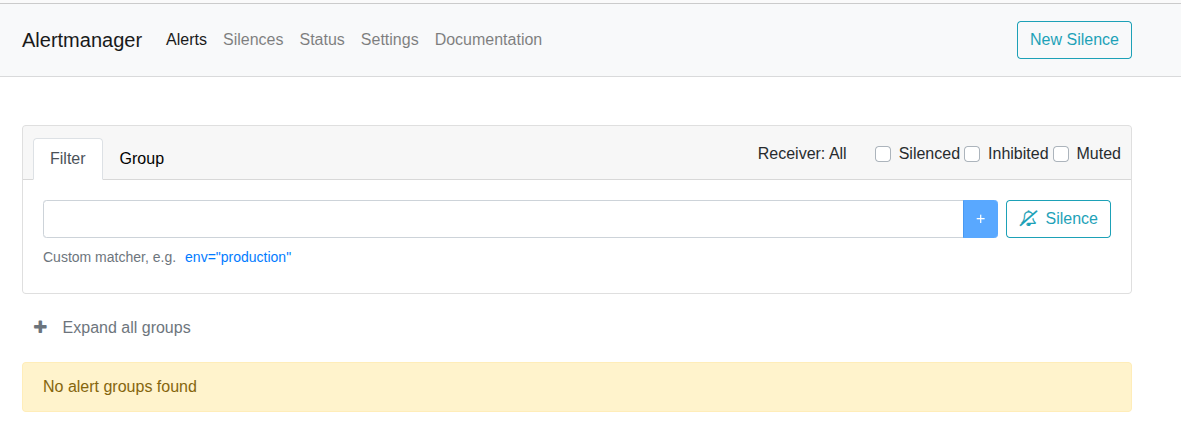 Alertmanager Alerts Silences Status Settings Documentation New Silence
Filter Group Receiver: All Silenced Inhibited Muted
+ Silence
Custom matcher, e.g. env="production"
+ Expand all groups
No alert groups found